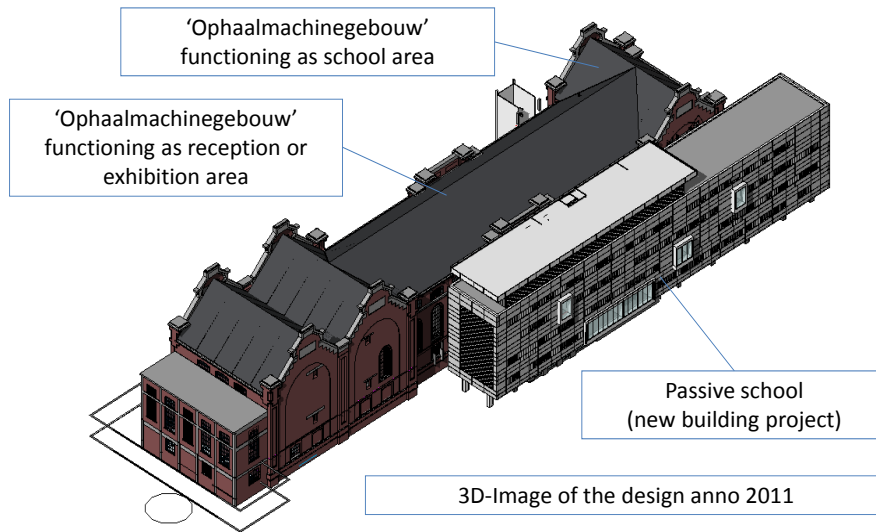 ‘Ophaalmachinegebouw’
functioning as school area
‘Ophaalmachinegebouw’
functioning as reception or
exhibition area
Passive school
(new building project)
3D-Image of the design anno 2011